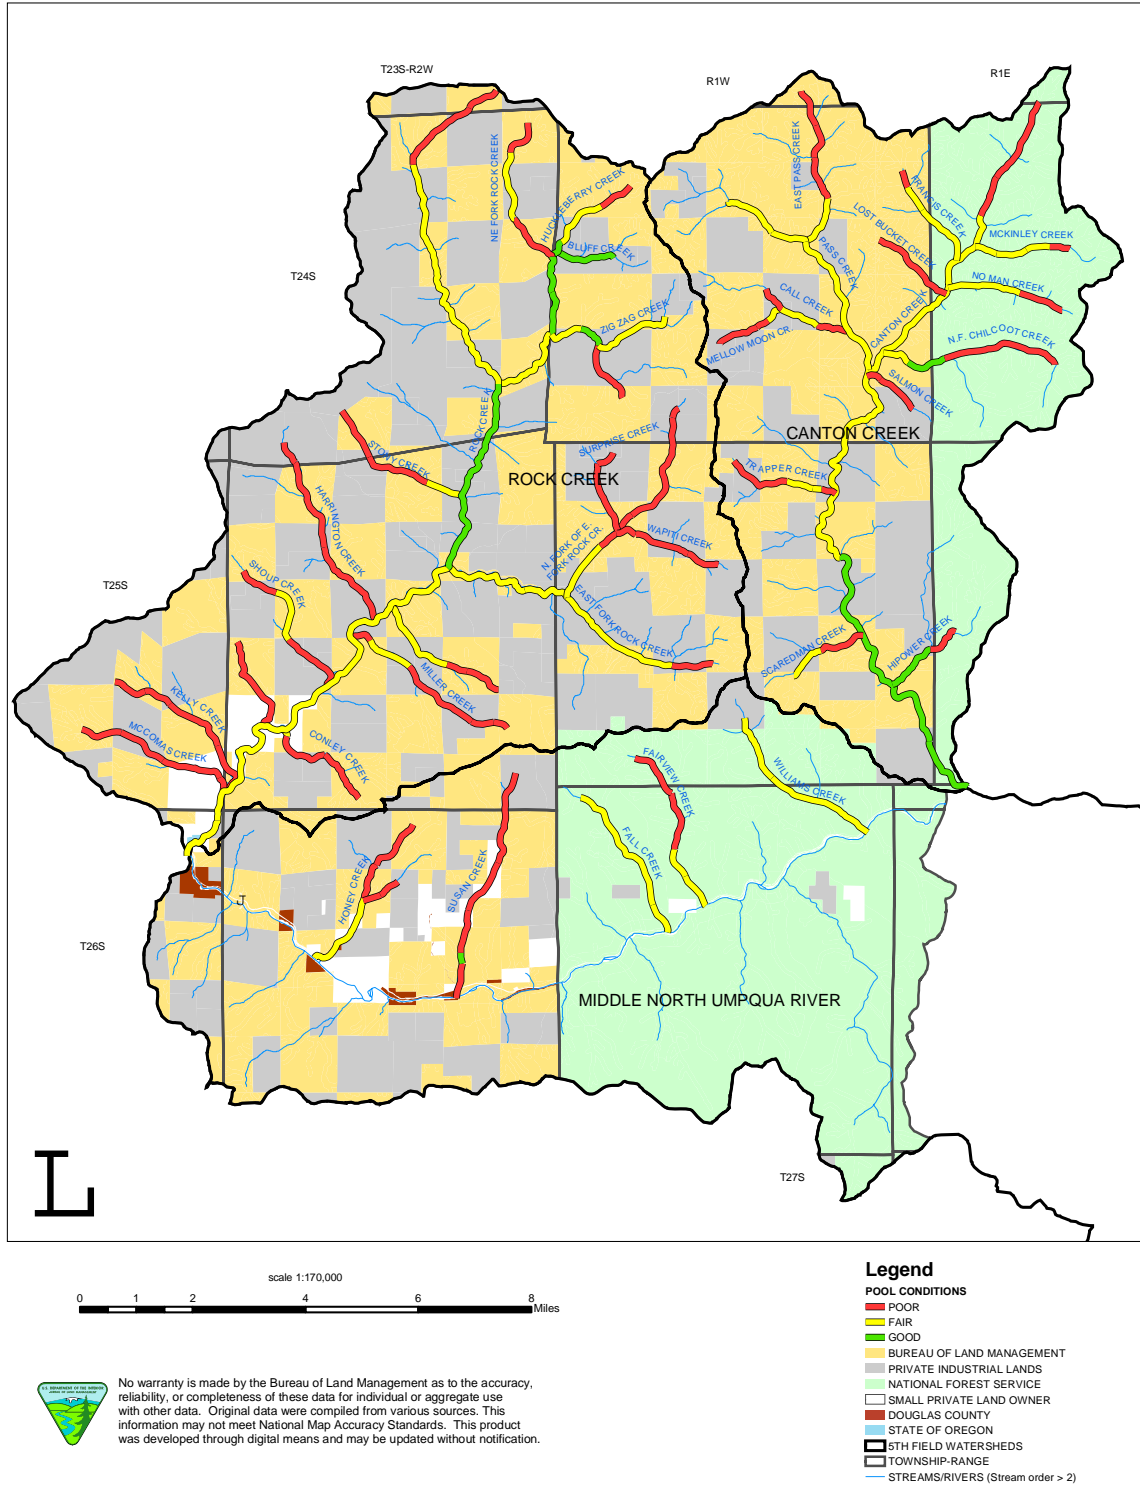 T23S-R2W
R1W
R1E
T24S
T25S
T26S
T27S
NE FORK ROCK CREEK
HUCKLEBERRY CREEK
BLUFF CREEK
ZIG ZAG CREEK
EAST PASS CREEK
PASS CREEK
FRANCIS CREEK
LOST BUCKET CREEK
MCKINLEY CREEK
NO MAN CREEK
CALL CREEK
MELLOW MOON CR.
CANTON CREEK
N.F. CHILCOOT CREEK
SALMON CREEK
CANTON CREEK
ROCK CREEK
STONY CREEK
SURPRISE CREEK
ROCK CREEK
TRAPPER CREEK
HARRINGTON CREEK
WAPITI CREEK
N. FORK OF E.
FORK ROCK CR.
SHOUP CREEK
EAST FORK ROCK CREEK
SCAREDMAN CREEK
HIPOWER CREEK
MILLER CREEK
KELLY CREEK
MCCOMAS CREEK
CONLEY CREEK
FAIRVIEW CREEK
WILLIAMS CREEK
FALL CREEK
HONEY CREEK
SUSAN CREEK
J
MIDDLE NORTH UMPQUA RIVER
L
scale 1:170,000
0 1 2 4 6 8
Miles
U.S. DEPARTMENT OF THE INTERIOR
BUREAU OF LAND MANAGEMENT
No warranty is made by the Bureau of Land Management as to the accuracy,
reliability, or completeness of these data for individual or aggregate use
with other data. Original data were compiled from various sources. This
information may not meet National Map Accuracy Standards. This product
was developed through digital means and may be updated without notification.
Legend
POOL CONDITIONS
POOR
FAIR
GOOD
BUREAU OF LAND MANAGEMENT
PRIVATE INDUSTRIAL LANDS
NATIONAL FOREST SERVICE
SMALL PRIVATE LAND OWNER
DOUGLAS COUNTY
STATE OF OREGON
5TH FIELD WATERSHEDS
TOWNSHIP-RANGE
STREAMS/RIVERS (Stream order > 2)